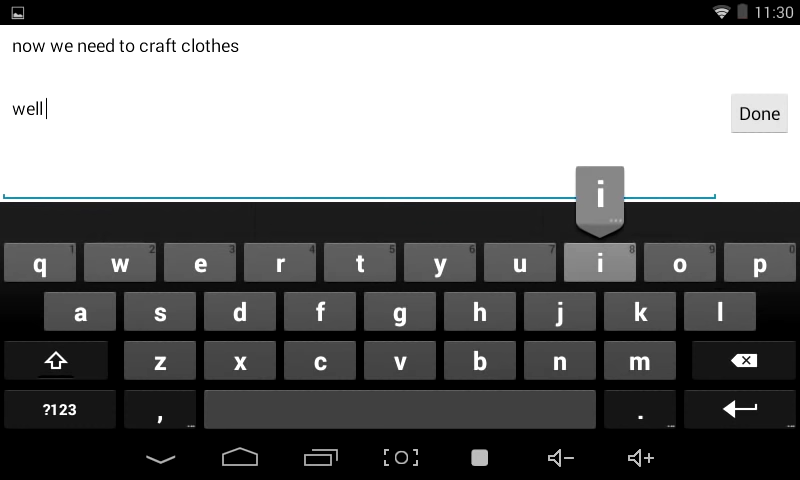 11:30
now we need to craft clothes
well
Done
i
q 1 w 2 e 3 r 4 t 5 y 6 u 7 i 8 o 9 p 0
a s d f g h j k l
z x c v b n m
?123 , .